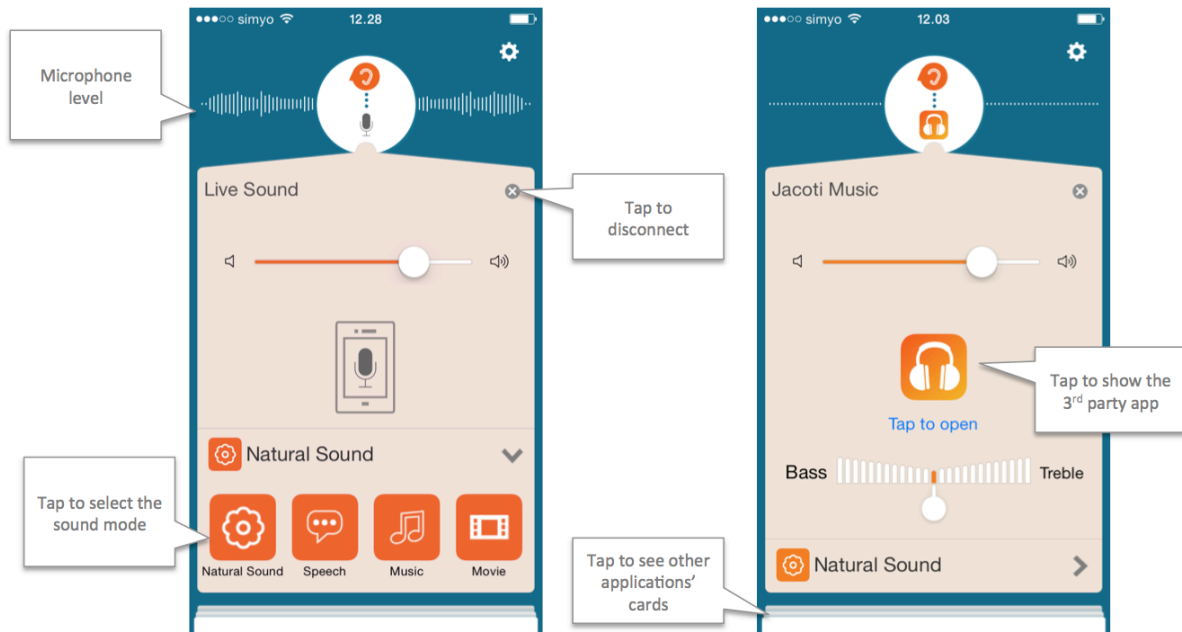 simyo 12.28
Microphone
level
Live Sound
Tap to
disconnect
Natural Sound
Tap to select the
sound mode
Natural Sound Speech Music Movie
simyo 12.03
Jacoti Music
Tap to show the
3rd party app
Tap to open
Bass Treble
Natural Sound
Tap to see other
applications’
cards